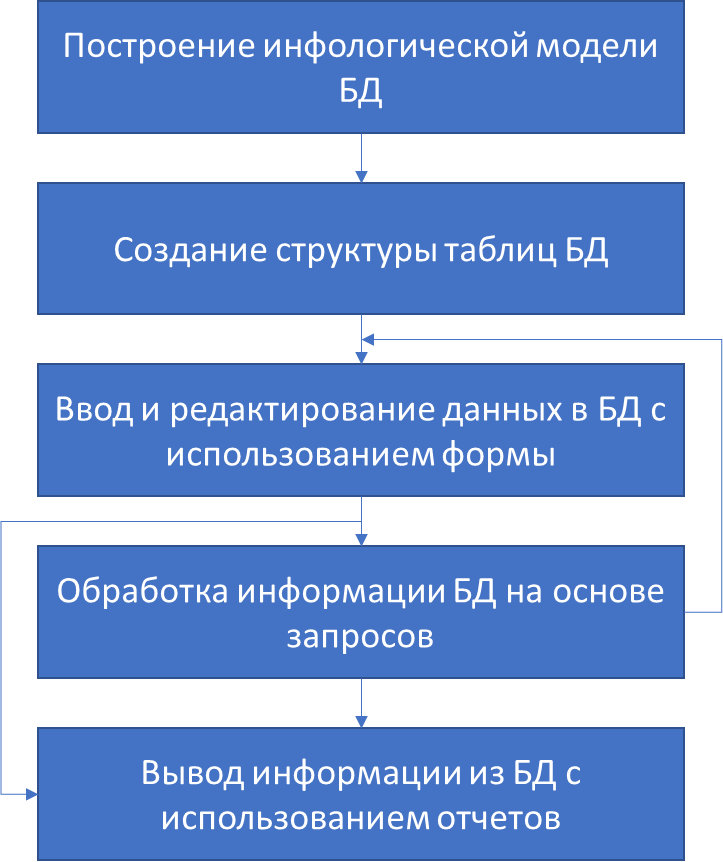 Построение инфологической модели
БД
Создание структуры таблиц БД
Ввод и редактирование данных в БД с
использованием формы
Обработка информации БД на основе
запросов
Вывод информации из БД с
использованием отчетов